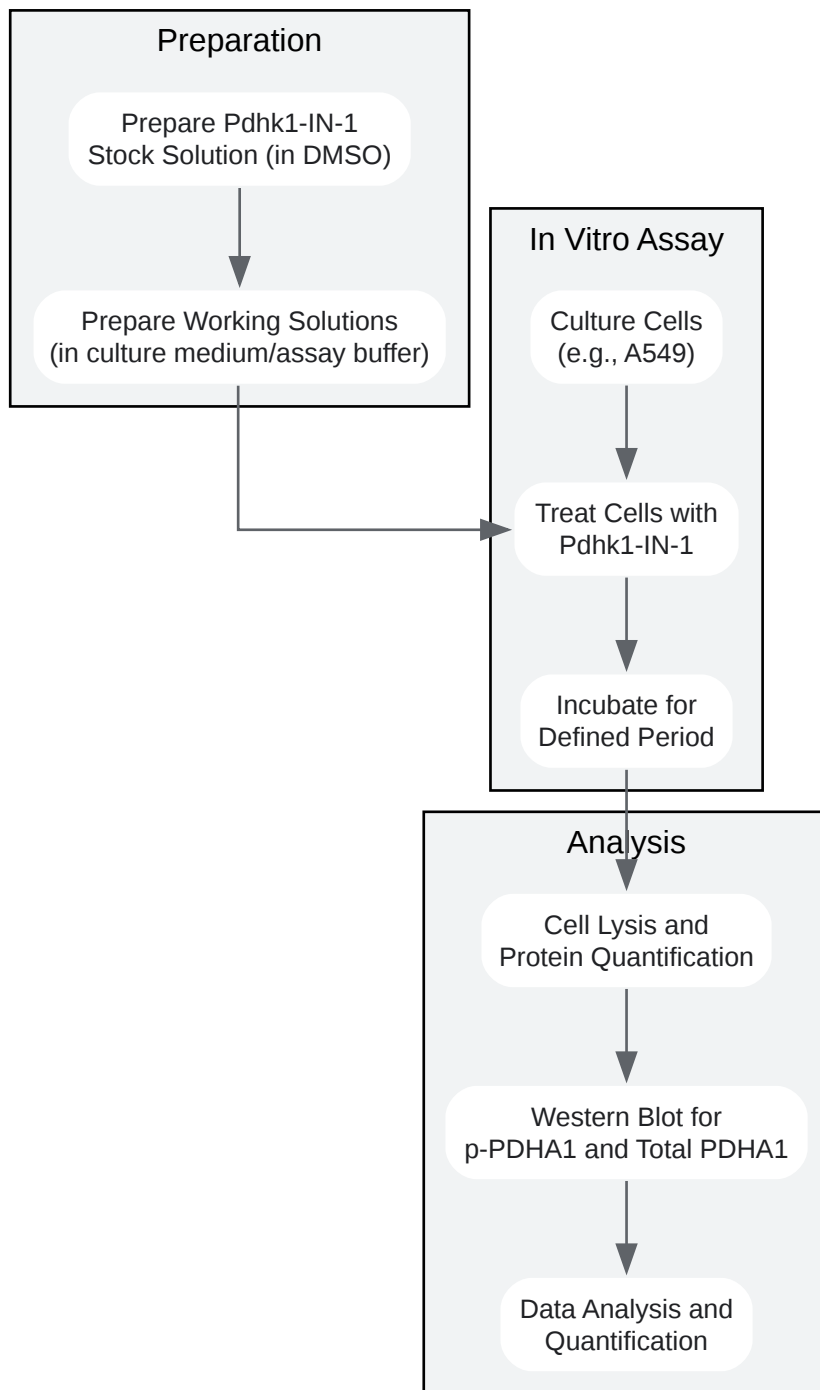 Preparation
Prepare Pdhk1-IN-1
Stock Solution (in DMSO)
Prepare Working Solutions
(in culture medium/assay buffer)
In Vitro Assay
Culture Cells
(e.g., A549)
Treat Cells with
Pdhk1-IN-1
Incubate for
Defined Period
Analysis
Cell Lysis and
Protein Quantification
Western Blot for
p-PDHA1 and Total PDHA1
Data Analysis and
Quantification